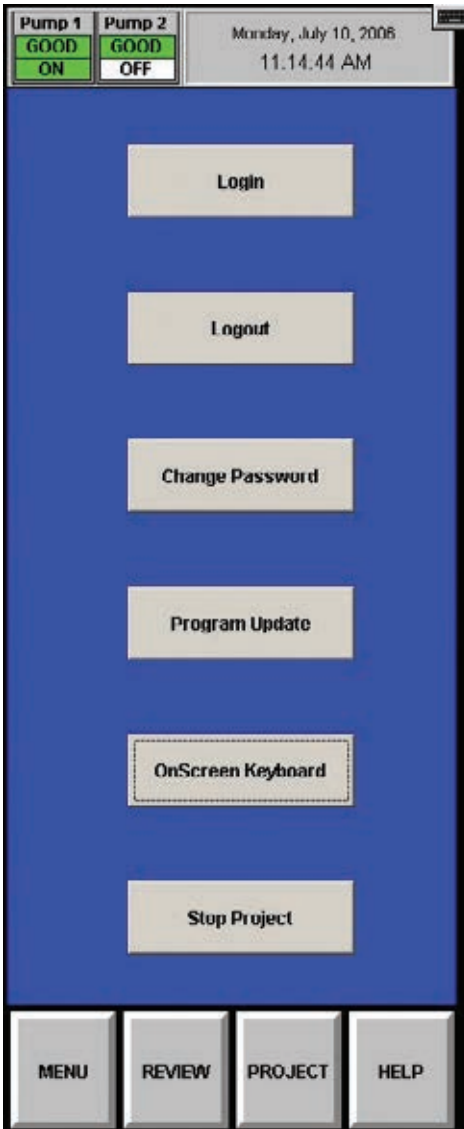 Pump 1 Pump 2
GOOD GOOD
ON OFF
Monday, July 10, 2006
11:14:44 AM
Login
Logout
Change Password
Program Update
OnScreen Keyboard
Stop Project
MENU REVIEW PROJECT HELP